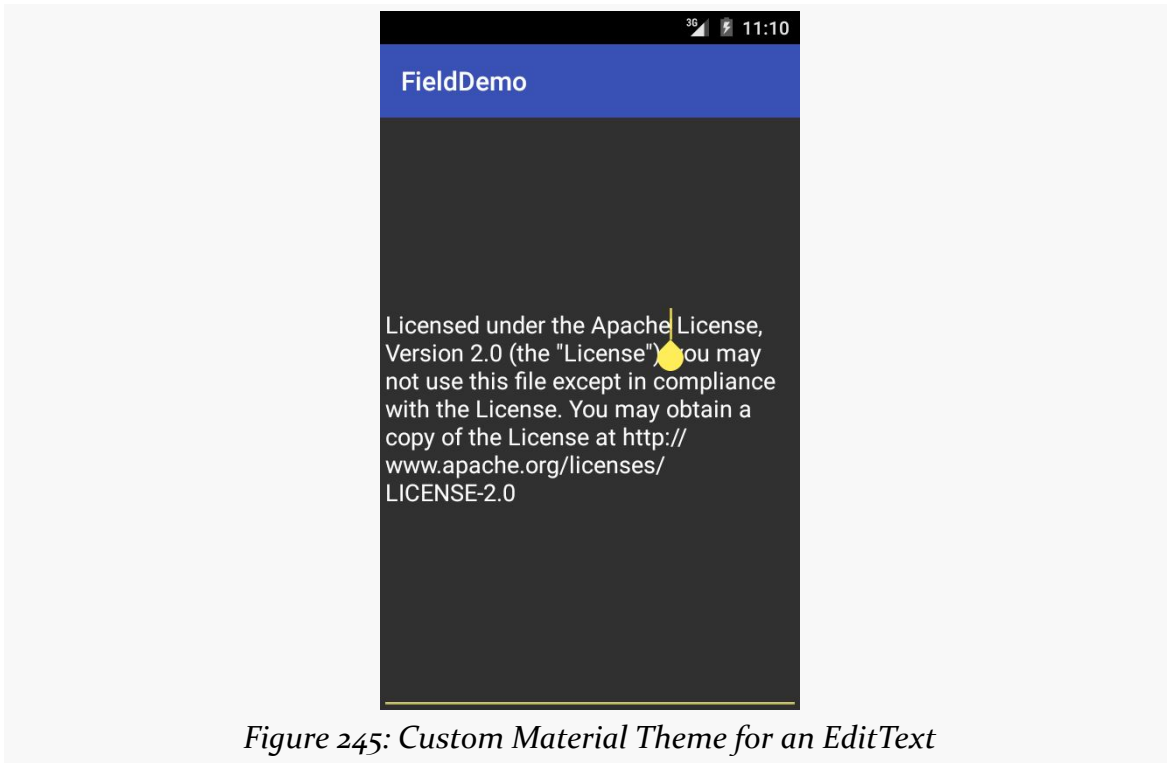 3G 11:10
FieldDemo
Licensed under the Apache License,
Version 2.0 (the "License") you may
not use this file except in compliance
with the License. You may obtain a
copy of the License at http://
www.apache.org/licenses/
LICENSE-2.0
Figure 245: Custom Material Theme for an EditText